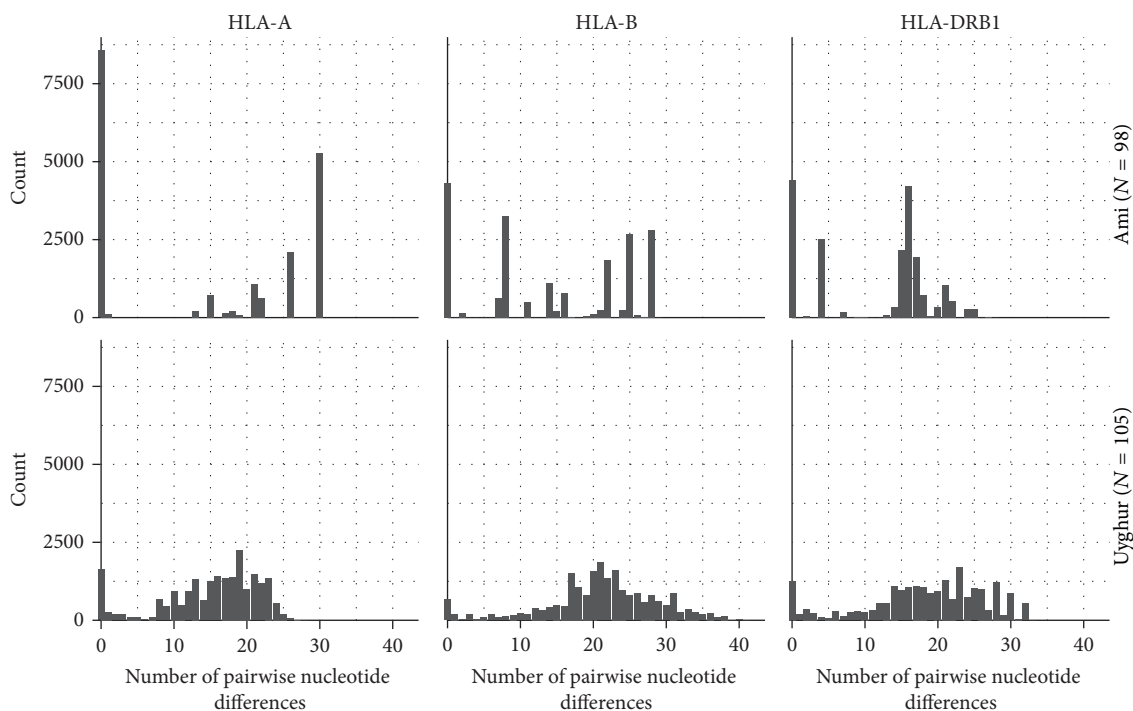 HLA-A
HLA-B
HLA-DRB1
7500
5000
2500
0
Count
Ami (N = 98)
7500
5000
2500
0
Count
Uyghur (N = 105)
0 10 20 30 40
0 10 20 30 40
0 10 20 30 40
Number of pairwise nucleotide
differences
Number of pairwise nucleotide
differences
Number of pairwise nucleotide
differences